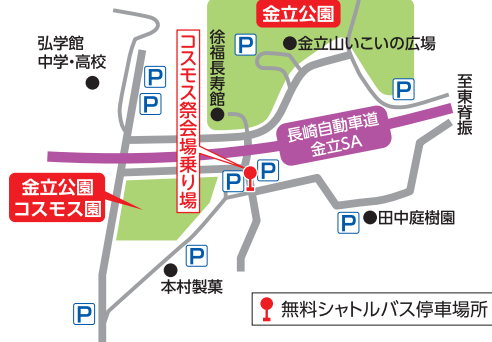 金立公園
弘学館
中学・高校
徐福長寿館
コスモス祭会場乗り場
金立山いこいの広場
至東脊振
P
P
P
P
長崎自動車道
金立SA
金立公園
コスモス園
P
P
P
田中庭樹園
P
本村製菓
P
無料シャトルバス停車場所